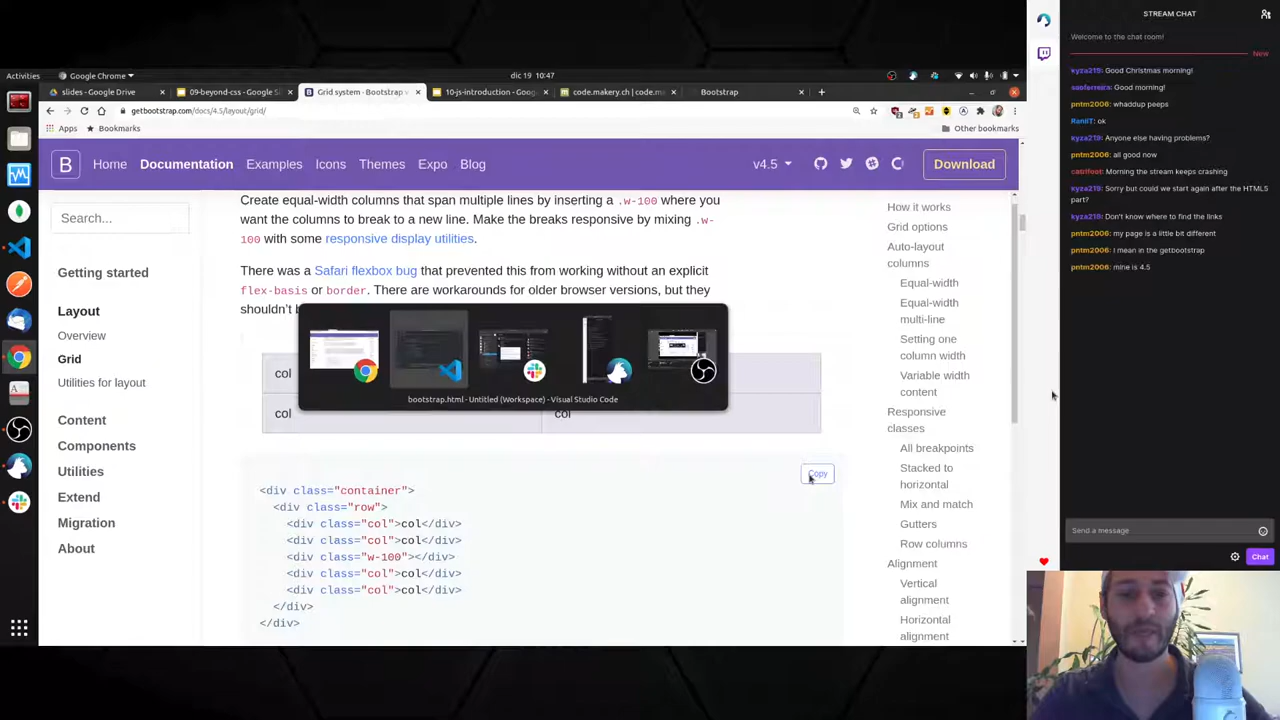 Activities
Google Chrome
dic 19 10:47
slides - Google Drive
09-beyond-css - Google Slid
Grid system · Bootstrap v
10-js-introduction - Google
code.makery.ch | code.mak
Bootstrap
getbootstrap.com/docs/4.5/layout/grid/
Apps
Bookmarks
Other bookmarks
B
Home
Documentation
Examples
Icons
Themes
Expo
Blog
v4.5
Download
Search...
Getting started
Layout
Overview
Grid
Utilities for layout
Content
Components
Utilities
Extend
Migration
About
Create equal-width columns that span multiple lines by inserting a .w-100 where you
want the columns to break to a new line. Make the breaks responsive by mixing .w-
100 with some responsive display utilities.
There was a Safari flexbox bug that prevented this from working without an explicit
flex-basis or border. There are workarounds for older browser versions, but they
shouldn't b
col
bootstrap.html - Untitled (Workspace) - Visual Studio Code
col
col
Copy
<div class="container">
<div class="row">
<div class="col">col</div>
<div class="col">col</div>
<div class="w-100"></div>
<div class="col">col</div>
<div class="col">col</div>
</div>
</div>
How it works
Grid options
Auto-layout
columns
Equal-width
Equal-width
multi-line
Setting one
column width
Variable width
content
Responsive
classes
All breakpoints
Stacked to
horizontal
Mix and match
Gutters
Row columns
Alignment
Vertical
alignment
Horizontal
alignment
STREAM CHAT
Welcome to the chat room!
New
kyza219: Good Christmas morning!
Good morning!
pntm2006: whaddup peeps
ok
kyza219: Anyone else having problems?
pntm2006: all good now
Morning the stream keeps crashing
kyza219: Sorry but could we start again after the HTML5
part?
kyza219: Don't know where to find the links
pntm2006: my page is a little bit different
pntm2006: I mean in the getbootstrap
pntm2006: mine is 4.5
Send a message
Chat